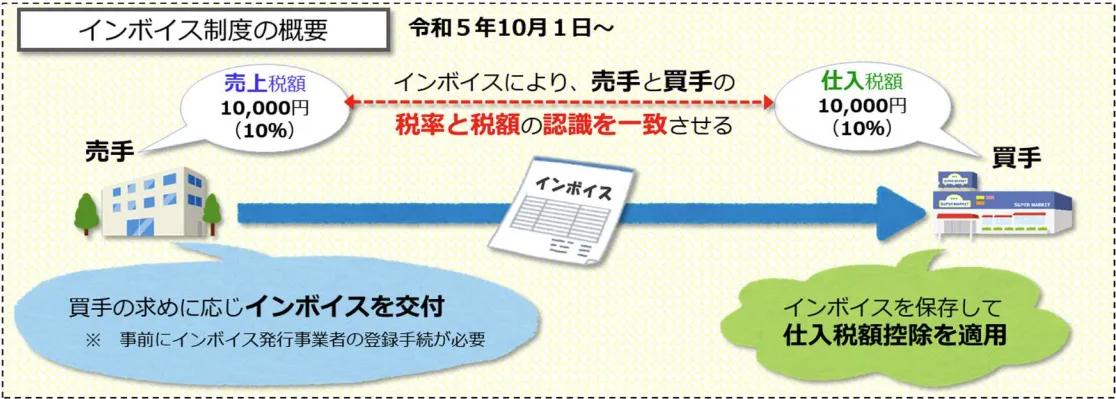 インボイス制度の概要
令和５年10月１日～
売上税額
10,000円
（10%）
インボイスにより、売手と買手の
税率と税額の認識を一致させる
仕入税額
10,000円
（10%）
売手
買手
インボイス
SUPER MARKET
SUPER MARKET
買手の求めに応じインボイスを交付
※　事前にインボイス発行事業者の登録手続が必要
インボイスを保存して
仕入税額控除を適用